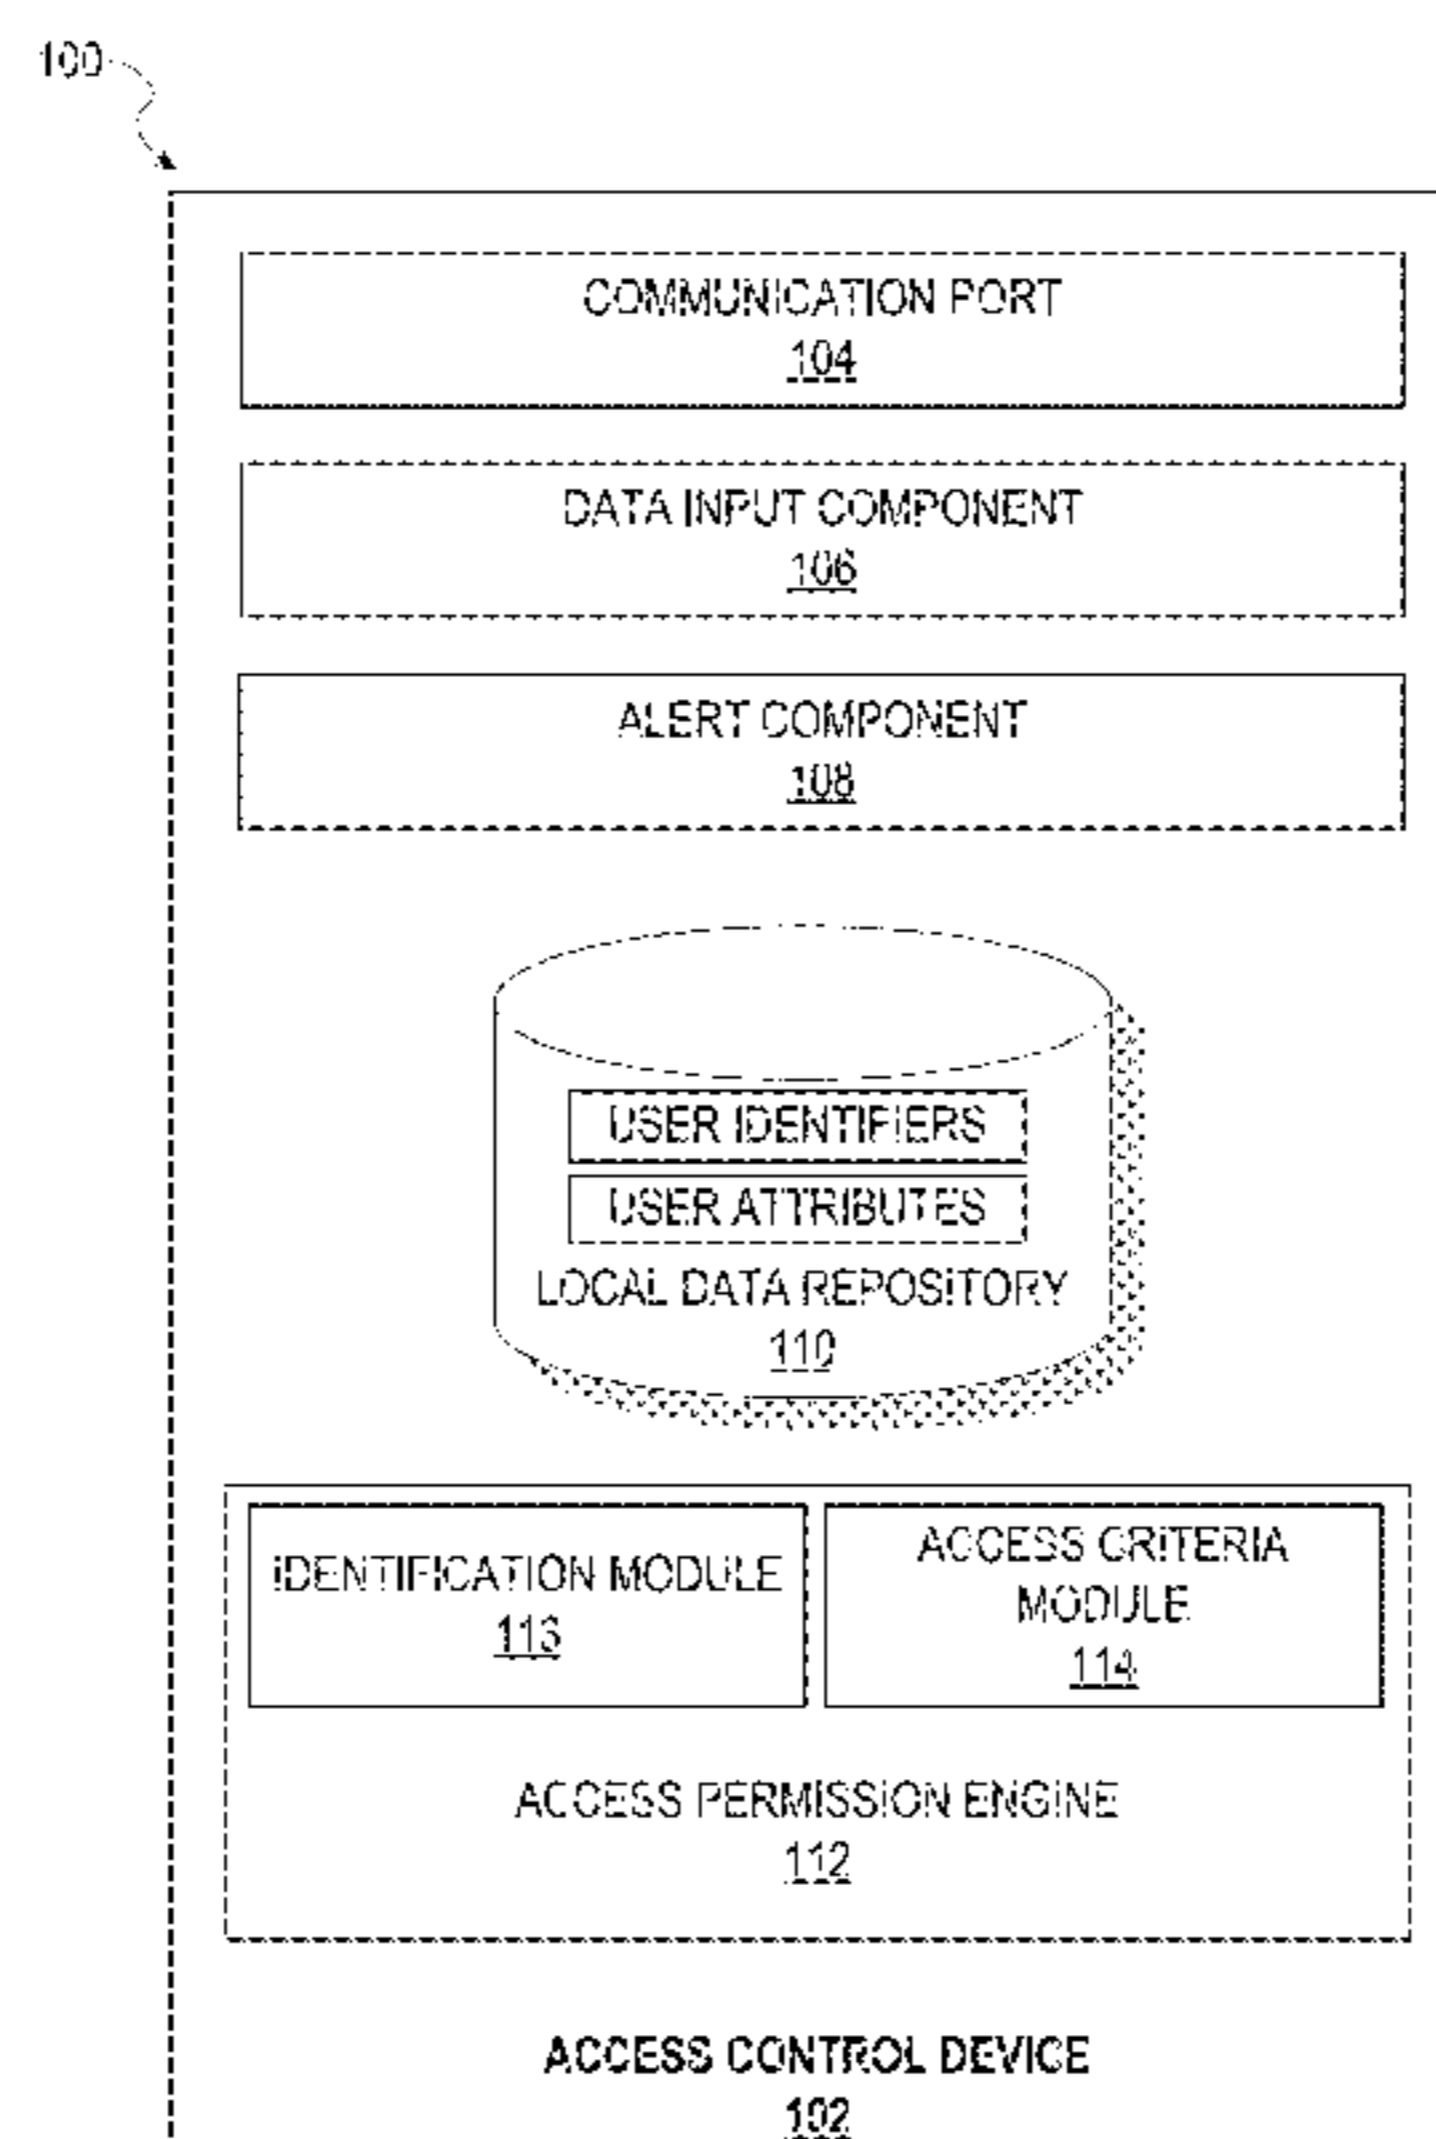 100
COMMUNICATION PORT
104
DATA INPUT COMPONENT
106
ALERT COMPONENT
108
USER IDENTIFIERS
USER ATTRIBUTES
LOCAL DATA REPOSITORY
110
IDENTIFICATION MODULE
113
ACCESS CRITERIA
MODULE
114
ACCESS PERMISSION ENGINE
112
ACCESS CONTROL DEVICE
102